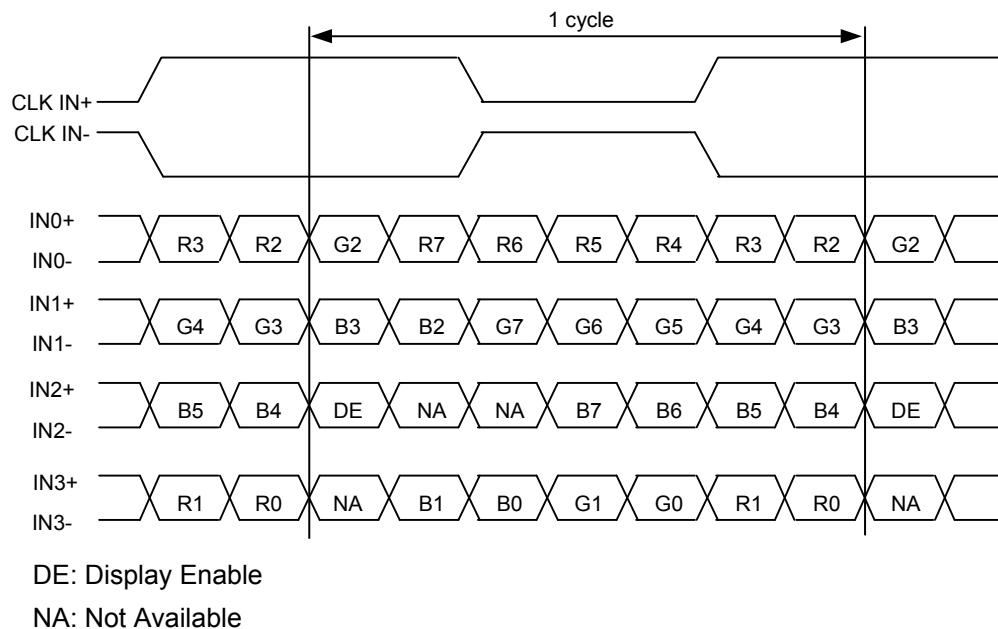 1 cycle
CLK IN+
CLK IN-
IN0+
R3 R2 G2 R7 R6 R5 R4 R3 R2 G2
IN0-
IN1+
G4 G3 B3 B2 G7 G6 G5 G4 G3 B3
IN1-
IN2+
B5 B4 DE NA NA B7 B6 B5 B4 DE
IN2-
IN3+
R1 R0 NA B1 B0 G1 G0 R1 R0 NA
IN3-
DE: Display Enable
NA: Not Available